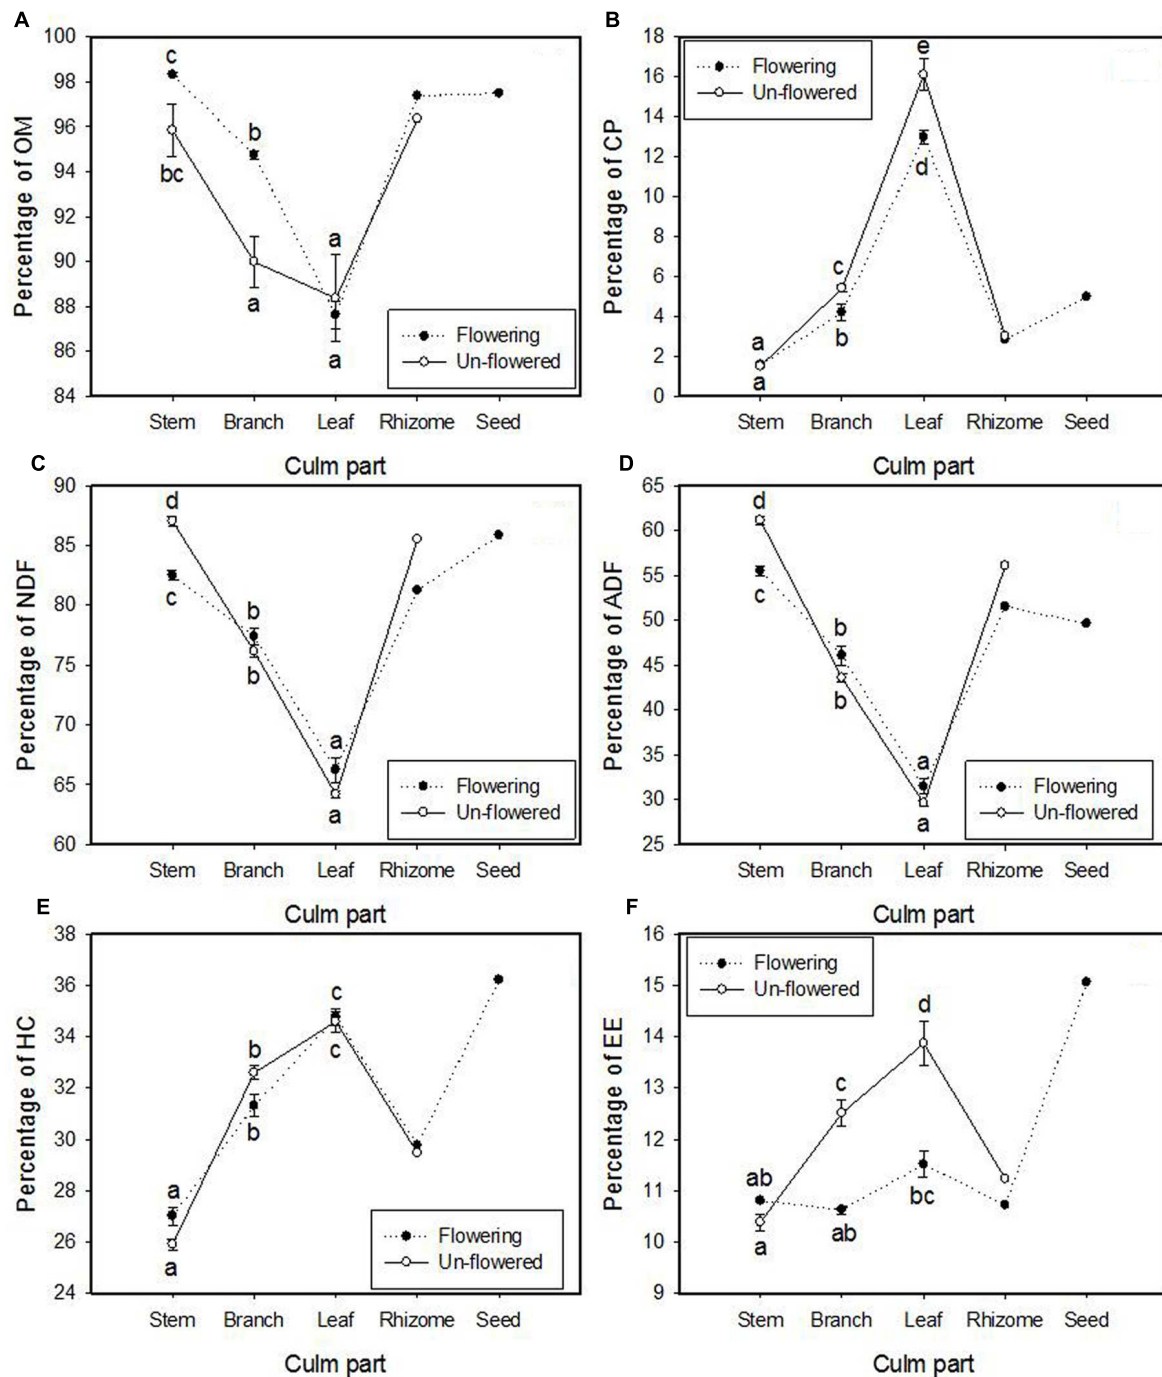 A
Percentage of OM
100
98
96
94
92
90
88
86
84
c
bc
b
a
a
a
Flowering
Un-flowered
Stem Branch Leaf Rhizome Seed
Culm part
B
Percentage of CP
18
16
14
12
10
8
6
4
2
0
Flowering
Un-flowered
a
a
c
b
e
d
Stem Branch Leaf Rhizome Seed
Culm part
C
Percentage of NDF
90
85
80
75
70
65
60
d
c
b
b
a
a
Flowering
Un-flowered
Stem Branch Leaf Rhizome Seed
Culm part
D
Percentage of ADF
65
60
55
50
45
40
35
30
25
d
c
b
b
a
a
Flowering
Un-flowered
Stem Branch Leaf Rhizome Seed
Culm part
E
Percentage of HC
38
36
34
32
30
28
26
24
a
a
b
b
c
c
Flowering
Un-flowered
Stem Branch Leaf Rhizome Seed
Culm part
F
Percentage of EE
16
15
14
13
12
11
10
9
Flowering
Un-flowered
ab
a
c
ab
d
bc
Stem Branch Leaf Rhizome Seed
Culm part